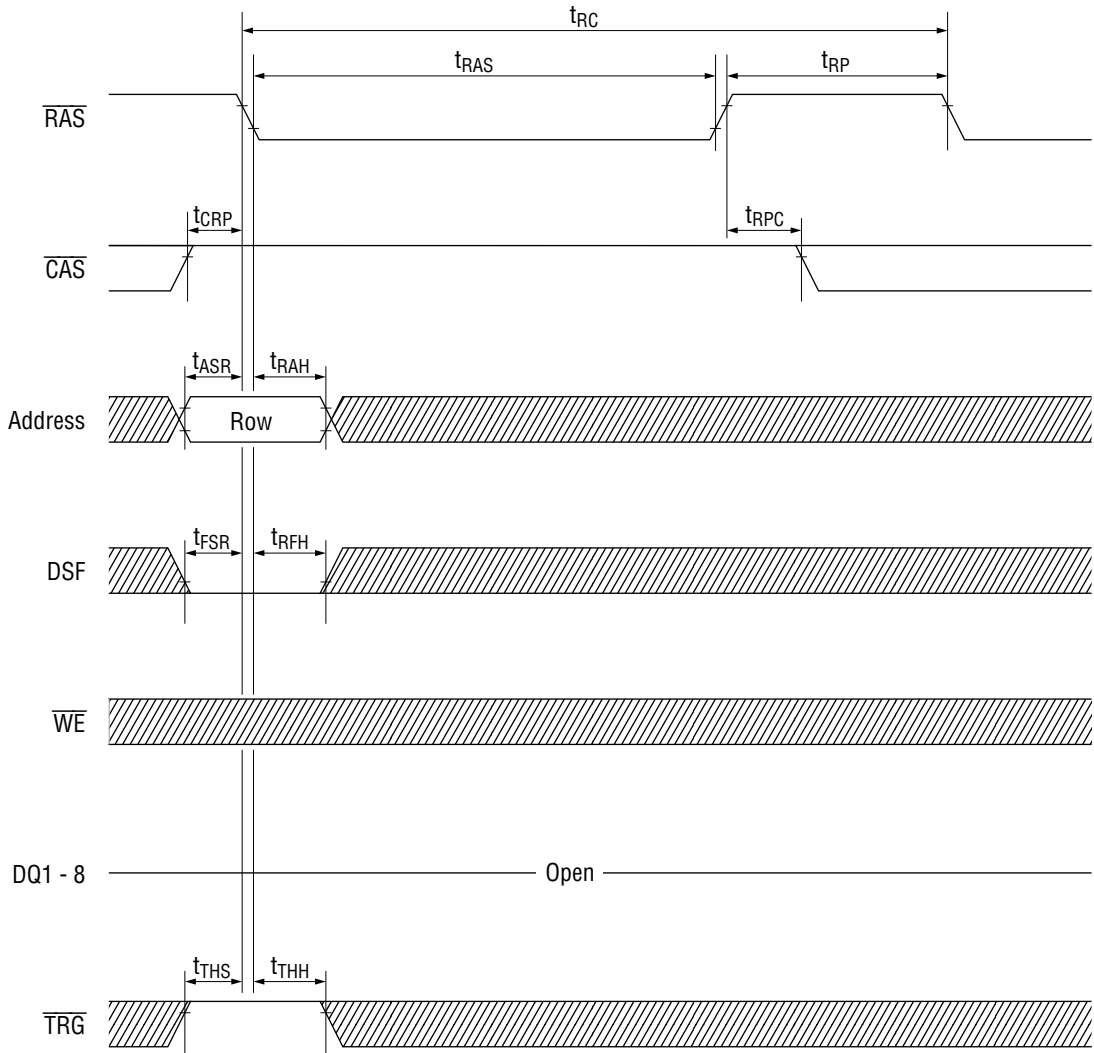 tRC
tRAS tRP
RAS
tCRP tRPC
CAS
tASR tRAH
Address Row
tFSR tRFH
DSF
WE
DQ1 - 8 Open
tTHS tTHH
TRG